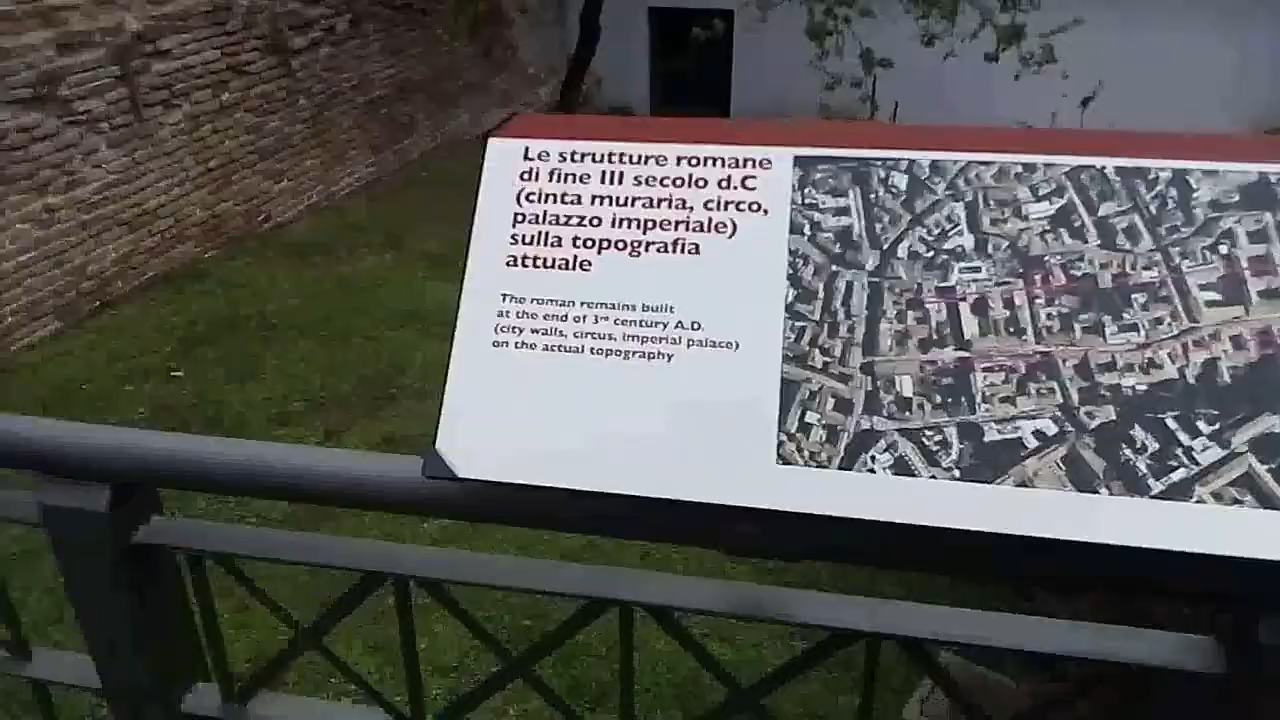 Le strutture romane
di fine III secolo d.C
(cinta muraria, circo,
palazzo imperiale)
sulla topografia
attuale
The roman remains built
at the end of 3rd century A.D.
(city walls, circus, imperial palace)
on the actual topography